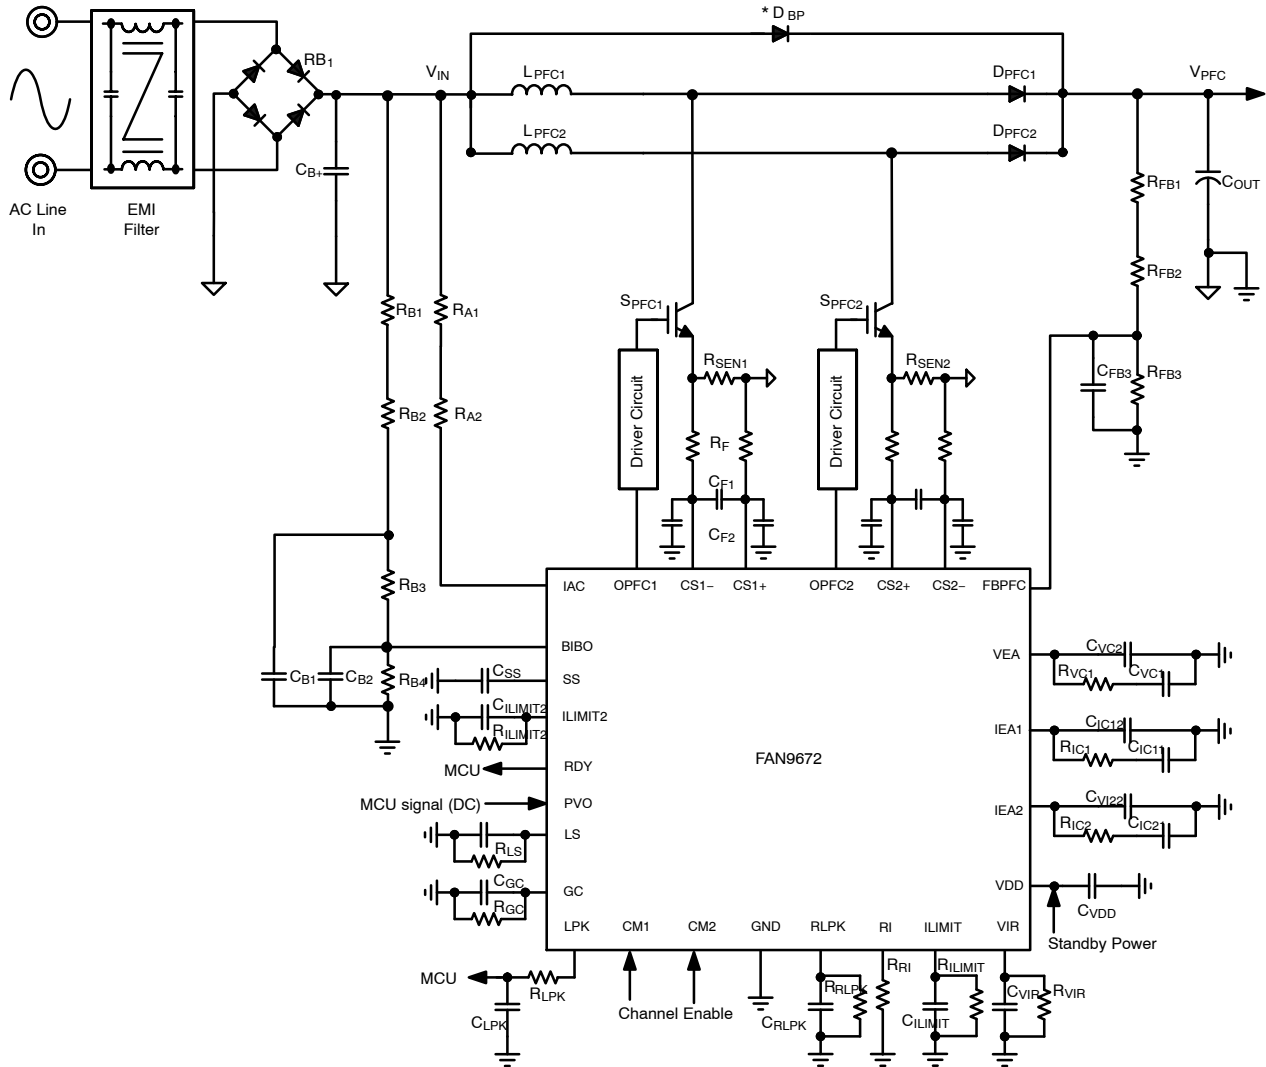 * D BP
RB1
VIN
LPFC1
DPFC1
VPFC
LPFC2
DPFC2
CB+
RFB1
COUT
AC Line
In
EMI
Filter
RFB2
RB1
RA1
SPFC1
SPFC2
RSEN1
RSEN2
CFB3
RFB3
RB2
RA2
Driver Circuit
RF
Driver Circuit
CF1
CF2
RB3
IAC
OPFC1
CS1−
CS1+
OPFC2
CS2+
CS2−
FBPFC
BIBO
VEA
CVC2
RVC1
CVC1
CB1
CB2
RB4
CSS
SS
CILIMIT2
ILIMIT2
RILIMIT2
IEA1
CIC12
RIC1
CIC11
FAN9672
MCU
RDY
MCU signal (DC)
PVO
IEA2
CVI22
RIC2
CIC21
LS
RLS
CGC
GC
RGC
VDD
CVDD
Standby Power
LPK
CM1
CM2
GND
RLPK
RI
ILIMIT
VIR
MCU
RLPK
CLPK
Channel Enable
RRLPK
CRLPK
RRI
RILIMIT
CILIMIT
CVIR
RVIR